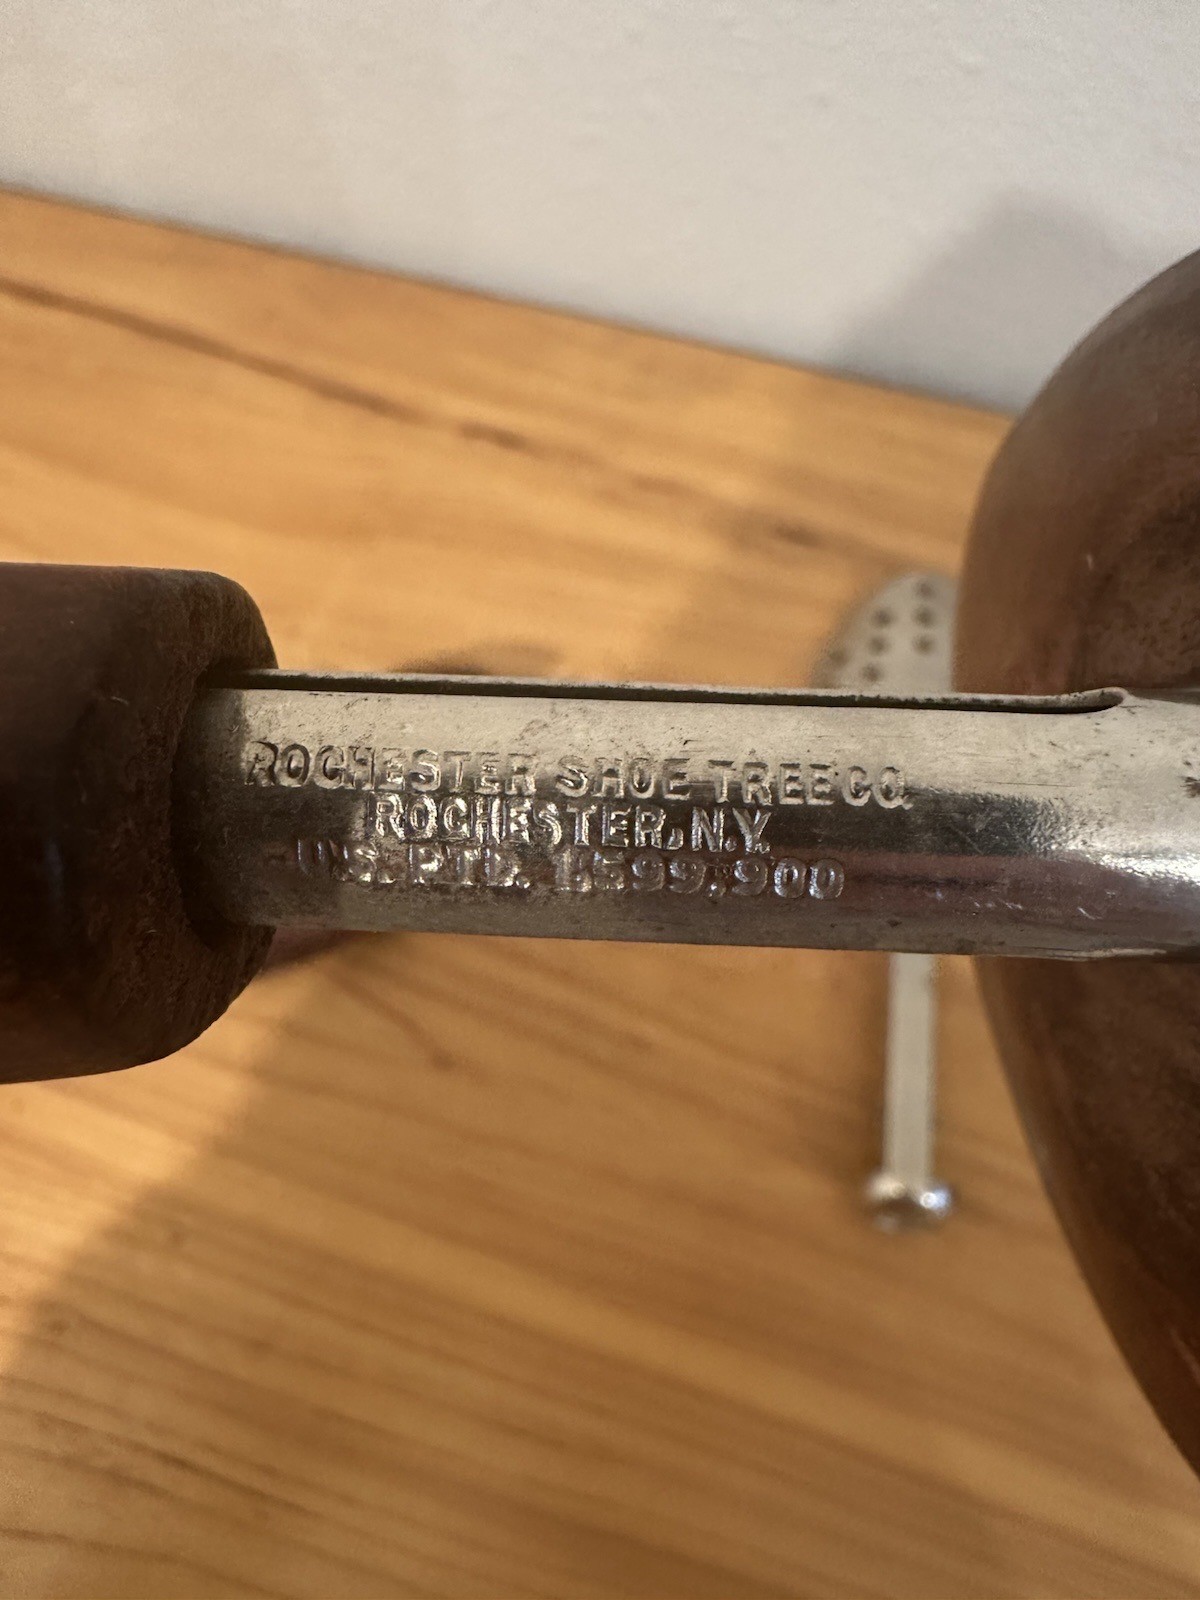 ROCHESTER SHOE TREE CO.
ROCHESTER, N.Y.
U.S. PTD. 1599,900